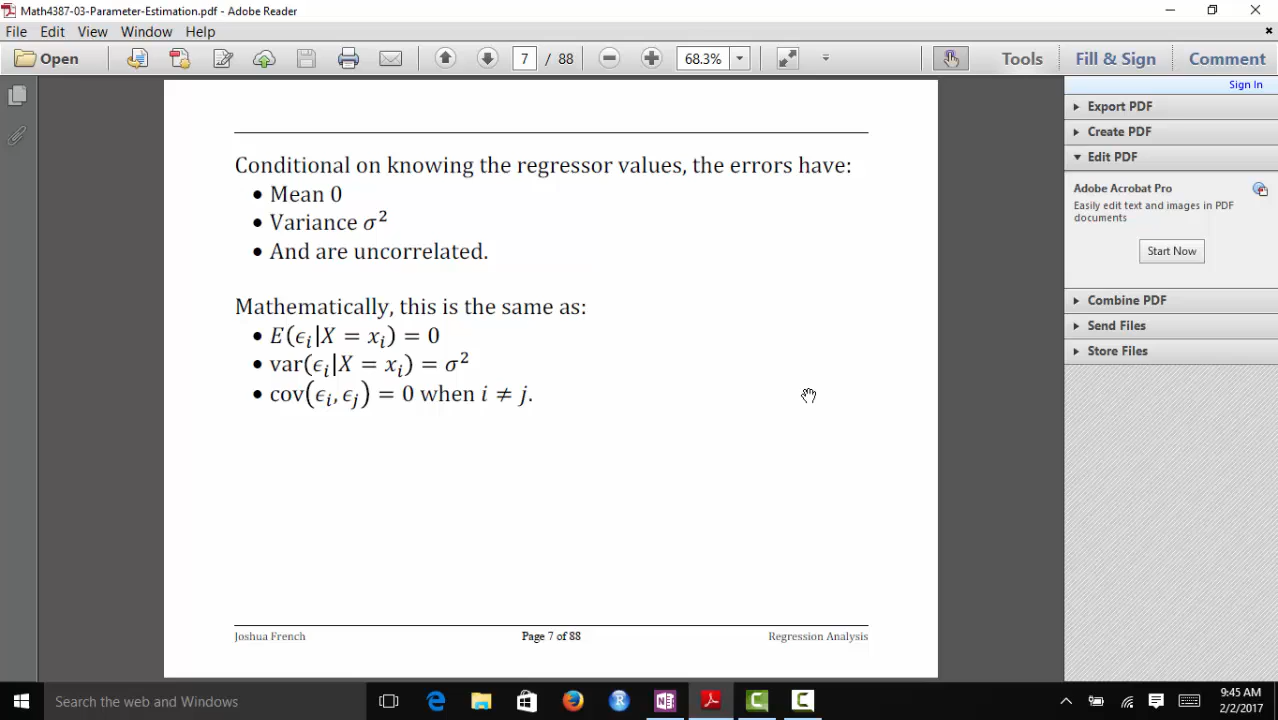 Math4387-03-Parameter-Estimation.pdf - Adobe Reader
File Edit View Window Help
Open 7 / 88 68.3% Tools Fill & Sign Comment
Sign In
Export PDF
Create PDF
Edit PDF
Adobe Acrobat Pro
Easily edit text and images in PDF
documents
Start Now
Combine PDF
Send Files
Store Files
Conditional on knowing the regressor values, the errors have:
• Mean 0
• Variance σ²
• And are uncorrelated.
Mathematically, this is the same as:
• E(ϵᵢ|X = xᵢ) = 0
• var(ϵᵢ|X = xᵢ) = σ²
• cov(ϵᵢ, ϵⱼ) = 0 when i ≠ j.
Joshua French Page 7 of 88 Regression Analysis
Search the web and Windows
9:45 AM
2/2/2017